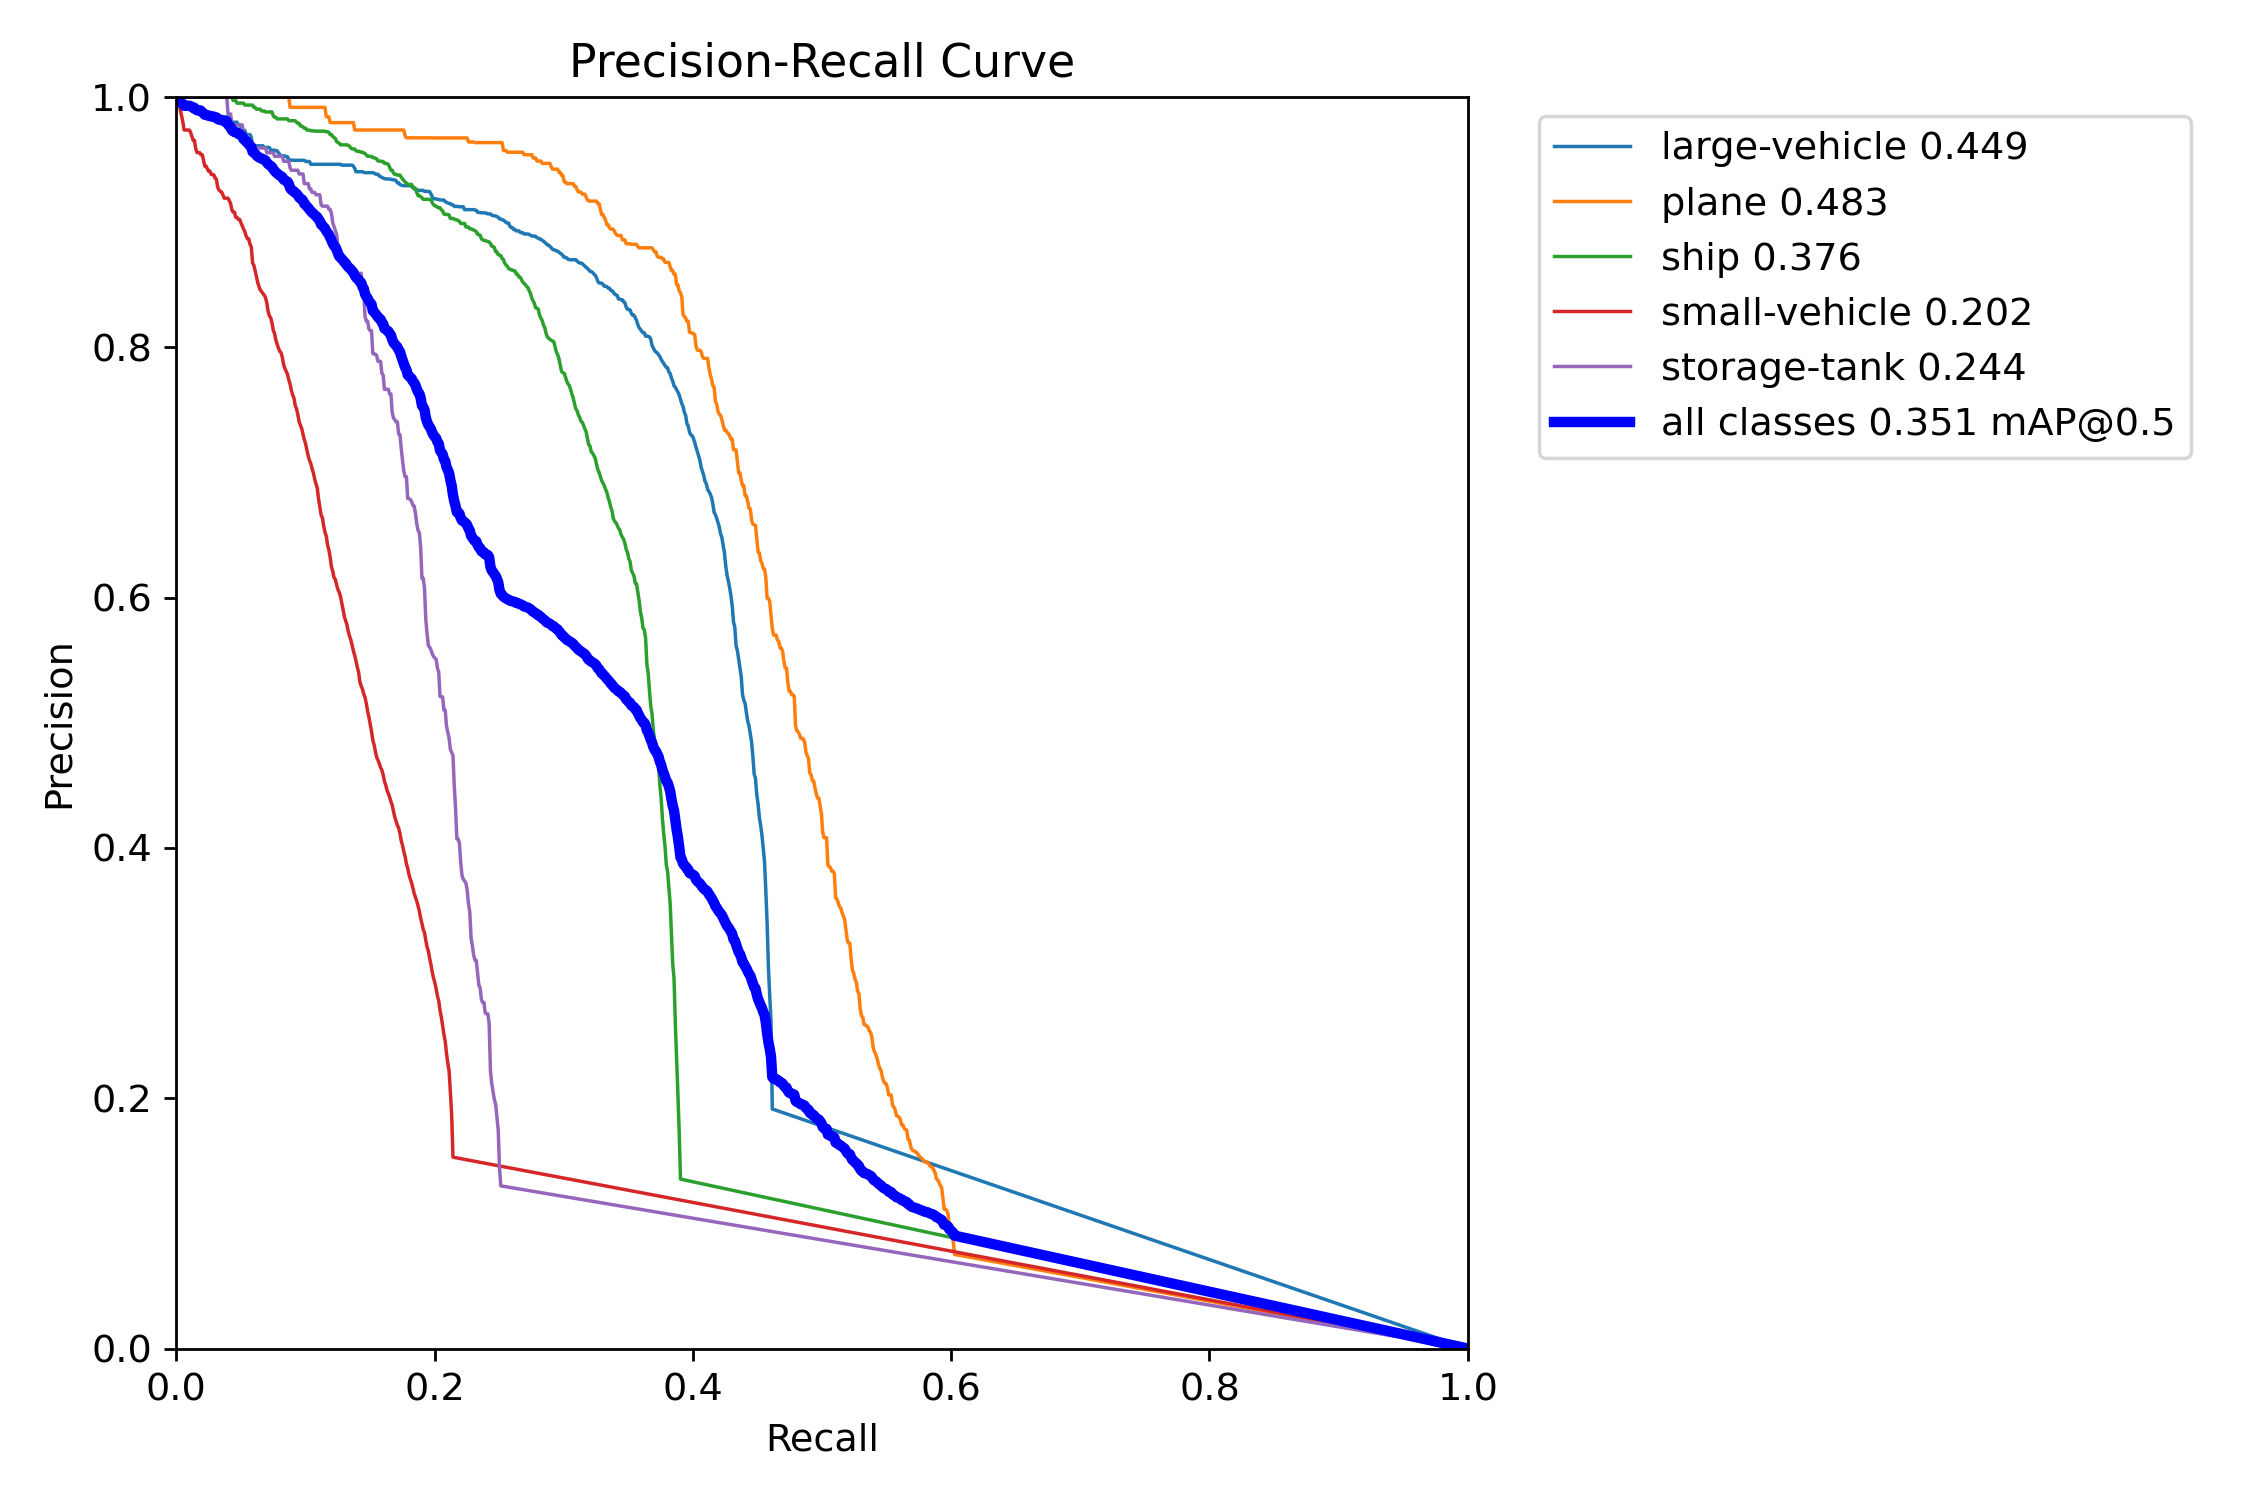 Precision-Recall Curve
1.0
0.8
0.6
0.4
0.2
0.0
Precision
0.0 0.2 0.4 0.6 0.8 1.0
Recall
large-vehicle 0.449
plane 0.483
ship 0.376
small-vehicle 0.202
storage-tank 0.244
all classes 0.351 mAP@0.5